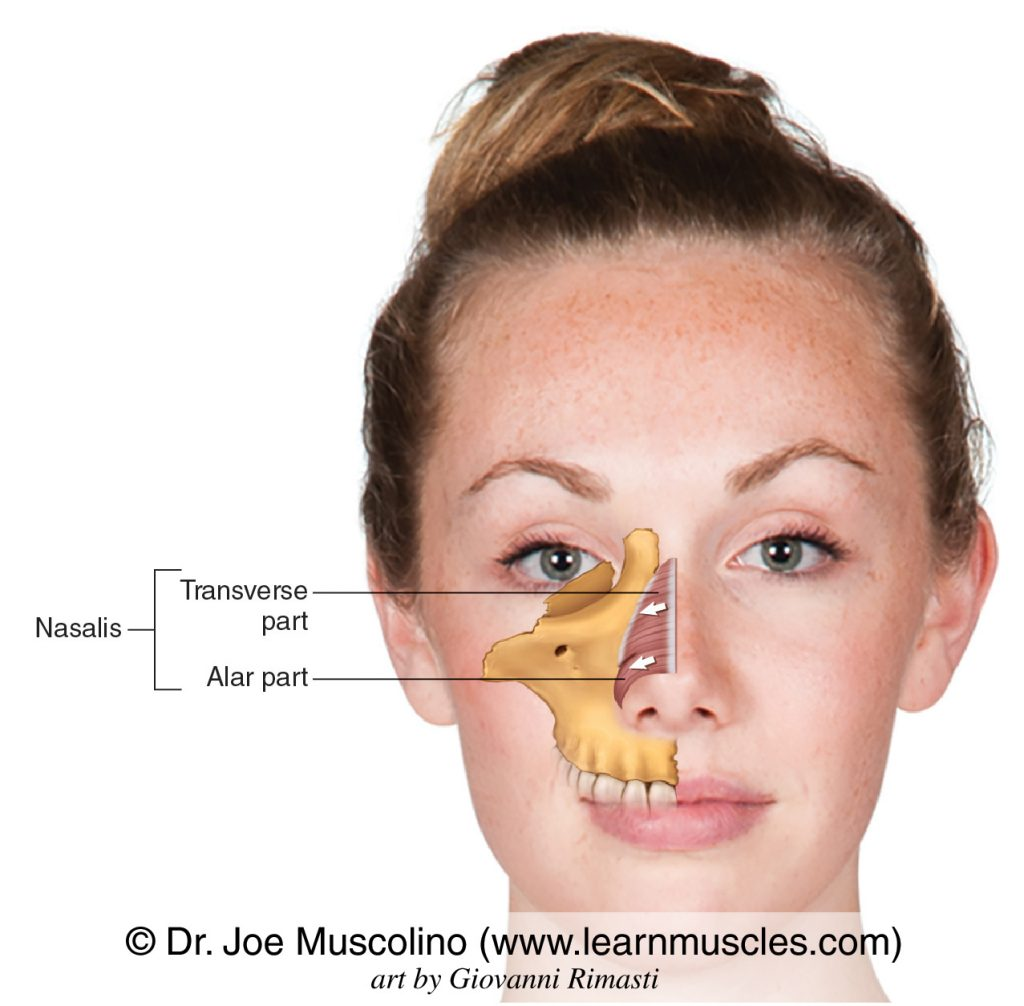 Transverse
part
Nasalis
Alar part
© Dr. Joe Muscolino (www.learnmuscles.com)
art by Giovanni Rimasti